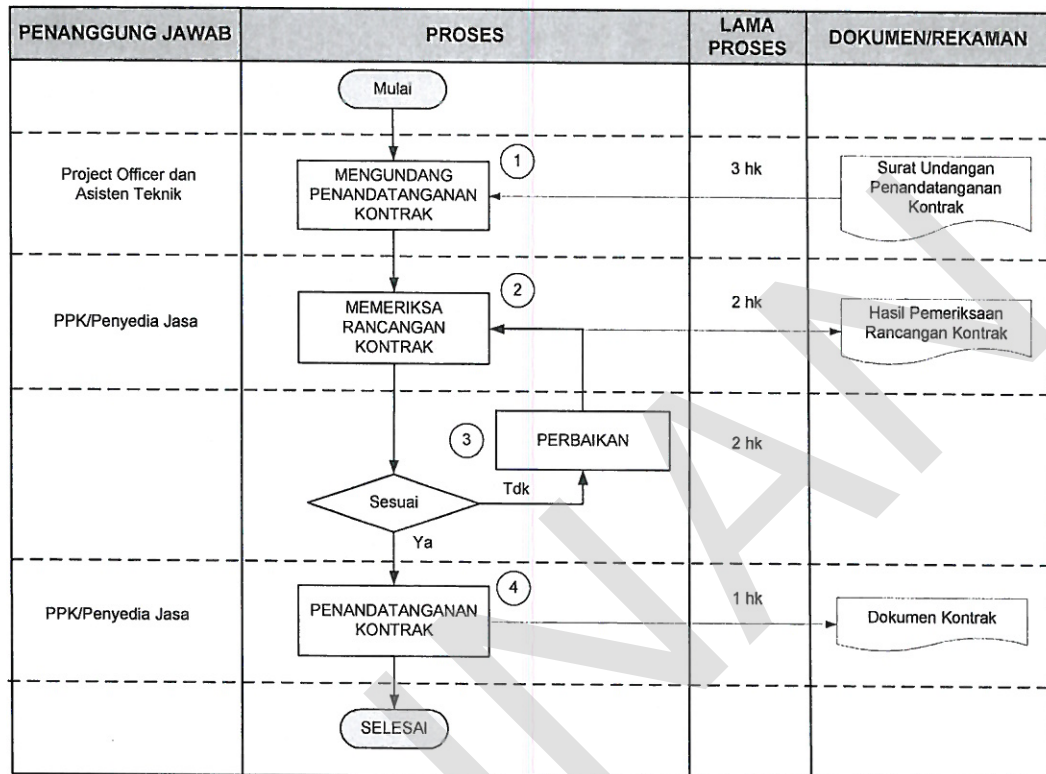 PENANGGUNG JAWAB
PROSES
LAMA
PROSES
DOKUMEN/REKAMAN
Mulai
Project Officer dan
Asisten Teknik
1
MENGUNDANG
PENANDATANGANAN
KONTRAK
3 hk
Surat Undangan
Penandatanganan
Kontrak
PPK/Penyedia Jasa
2
MEMERIKSA
RANCANGAN
KONTRAK
2 hk
Hasil Pemeriksaan
Rancangan Kontrak
3
PERBAIKAN
2 hk
Sesuai
Tdk
Ya
PPK/Penyedia Jasa
4
PENANDATANGANAN
KONTRAK
1 hk
Dokumen Kontrak
SELESAI
INAN